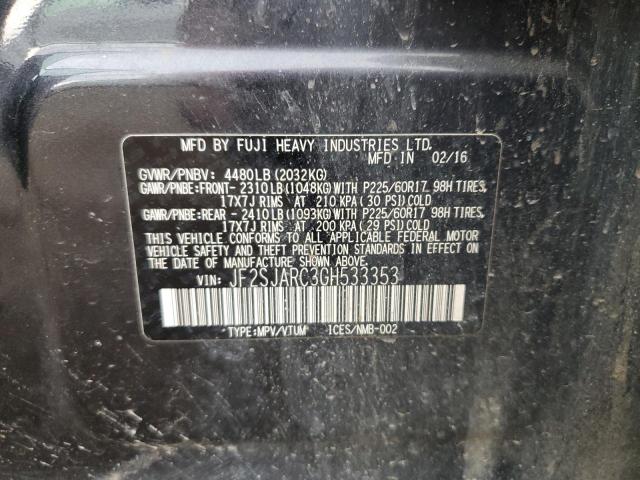 MFD BY FUJI HEAVY INDUSTRIES LTD.
MFD IN 02/16
GVWR/PNBV: 4480LB (2032KG)
GAWR/PNBE:FRONT- 2310LB (1048KG) WITH P225/60R17 98H TIRES,
17X7J RIMS AT 210 KPA (30 PSI) COLD
GAWR/PNBE:REAR - 2410LB (1093KG) WITH P225/60R17 98H TIRES,
17X7J RIMS AT 200 KPA (29 PSI) COLD
THIS VEHICLE CONFORMS TO ALL APPLICABLE FEDERAL MOTOR
VEHICLE SAFETY AND THEFT PREVENTION STANDARDS IN EFFECT
ON THE DATE OF MANUFACTURE SHOWN ABOVE.
VIN: JF2SJARC3GH533353
TYPE:MPV/VTUM ICES/NMB-002